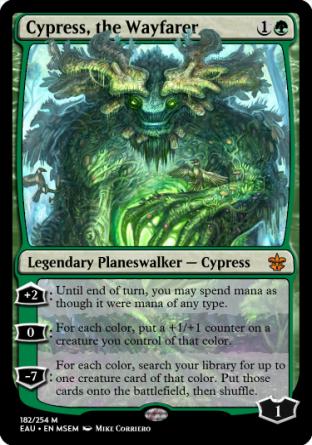 Cypress, the Wayfarer 1
Legendary Planeswalker — Cypress
+2: Until end of turn, you may spend mana as
though it were mana of any type.
0: For each color, put a +1/+1 counter on a
creature you control of that color.
For each color, search your library for up to
-7: one creature card of that color. Put those
cards onto the battlefield, then shuffle.
1
182/254 M
EAU • EN MSEM Mike Corriero